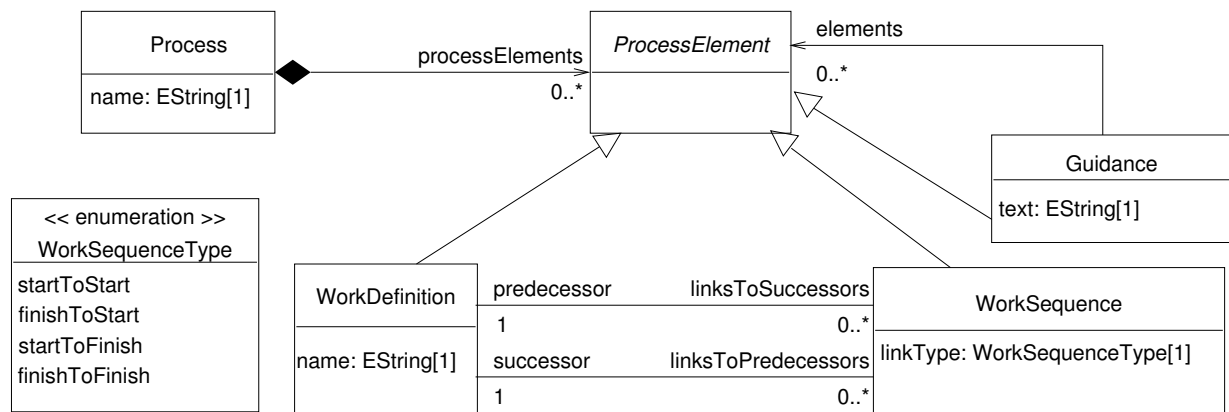 Process
name: EString[1]
processElements
0..*
ProcessElement
elements
0..*
Guidance
text: EString[1]
<< enumeration >>
WorkSequenceType
startToStart
finishToStart
startToFinish
finishToFinish
WorkDefinition
name: EString[1]
predecessor
1
linksToSuccessors
0..*
successor
1
linksToPredecessors
0..*
WorkSequence
linkType: WorkSequenceType[1]